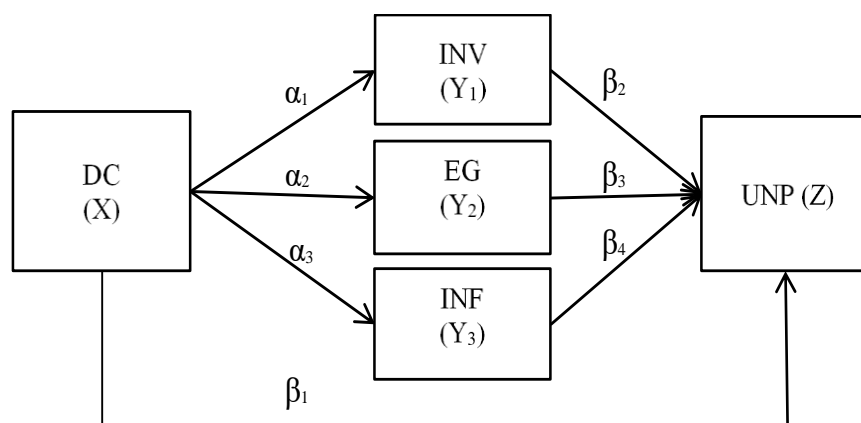 INV
(Y₁)
α₁
β₂
DC
(X)
α₂
EG
(Y₂)
β₃
UNP (Z)
α₃
β₄
INF
(Y₃)
β₁